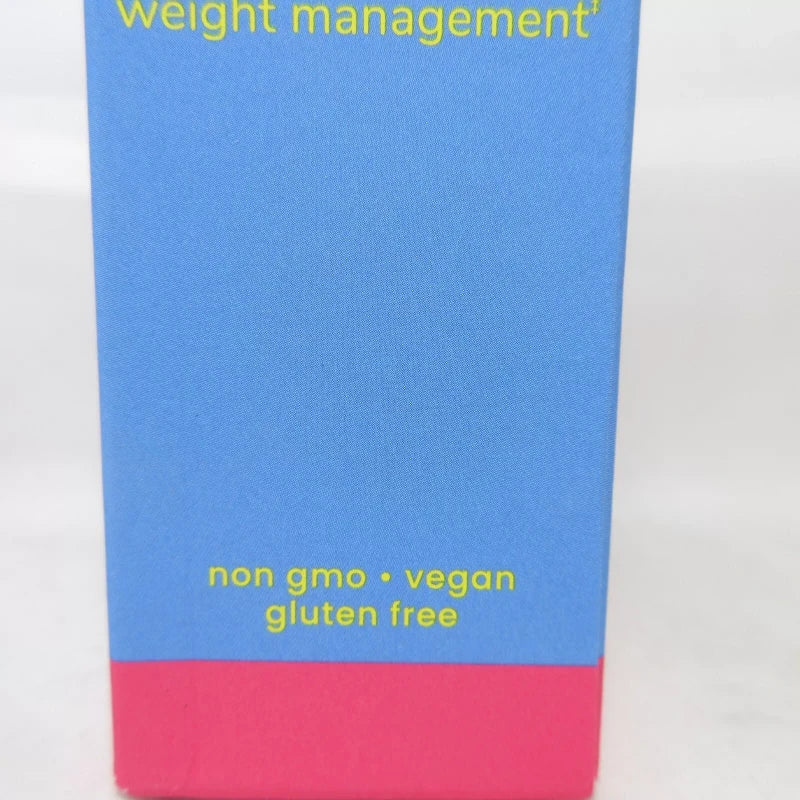 weight management‡
non gmo • vegan
gluten free